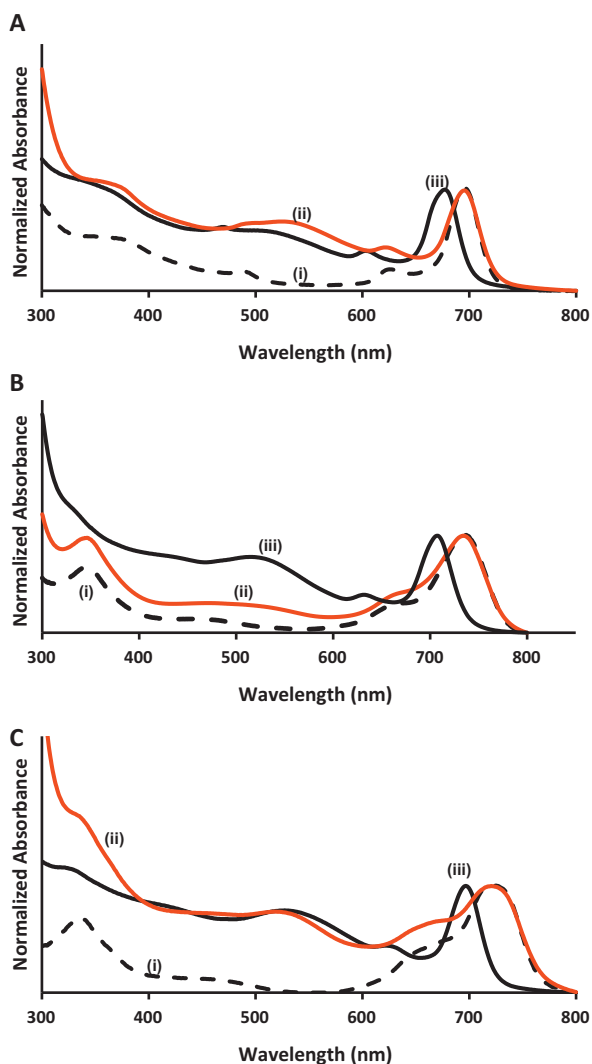 A
Normalized Absorbance
(iii)
(ii)
(i)
300 400 500 600 700 800
Wavelength (nm)
B
Normalized Absorbance
(iii)
(i)
(ii)
300 400 500 600 700 800
Wavelength (nm)
C
Normalized Absorbance
(ii)
(iii)
(i)
300 400 500 600 700 800
Wavelength (nm)